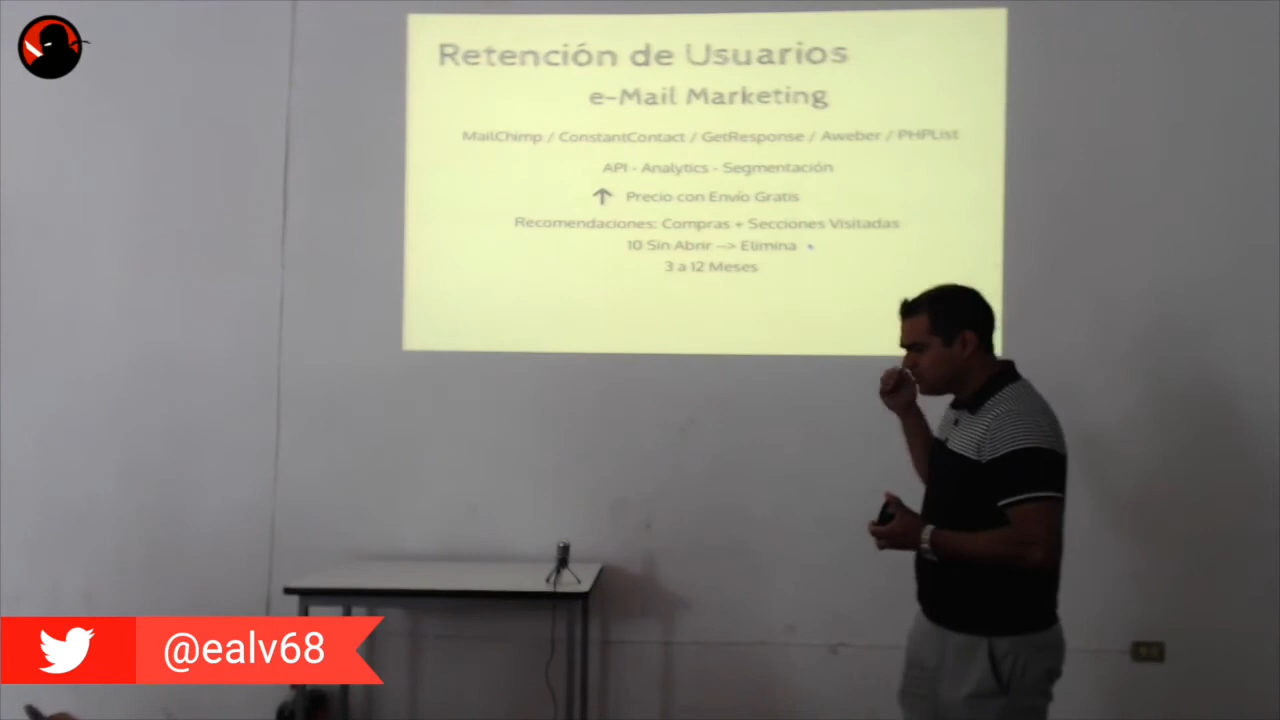 Retención de Usuarios
e-Mail Marketing
MailChimp / ConstantContact / GetResponse / Aweber / PHPList
API - Analytics - Segmentación
↑ Precio con Envío Gratis
Recomendaciones: Compras + Secciones Visitadas
10 Sin Abrir --> Elimina
3 a 12 Meses
@ealv68